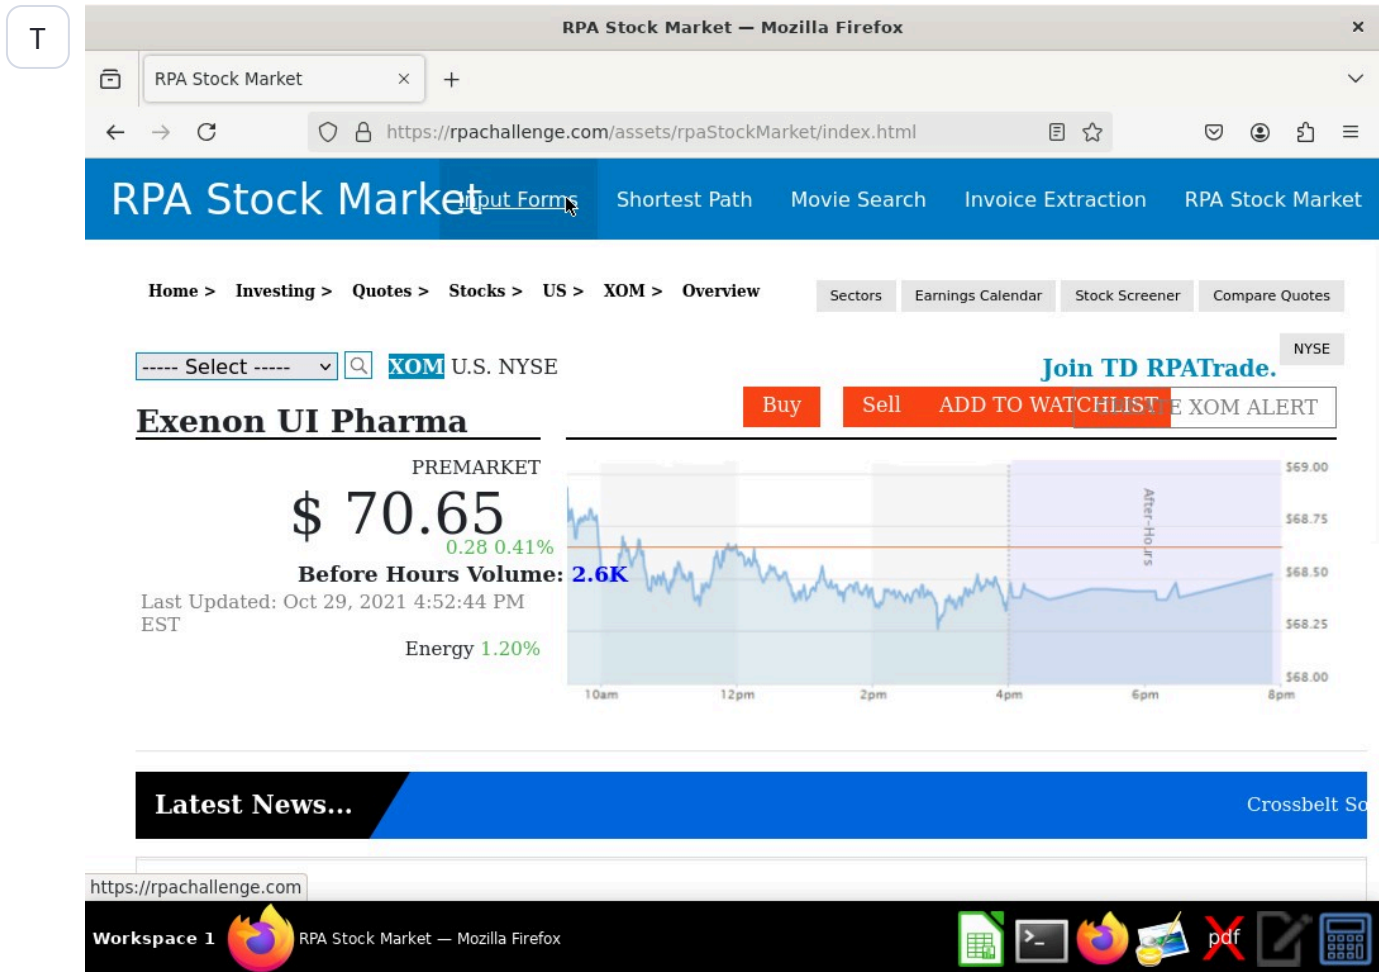 T
RPA Stock Market — Mozilla Firefox
RPA Stock Market
https://rpachallenge.com/assets/rpaStockMarket/index.html
RPA Stock Market Input Forms Shortest Path Movie Search Invoice Extraction RPA Stock Market
Home > Investing > Quotes > Stocks > US > XOM > Overview
Sectors Earnings Calendar Stock Screener Compare Quotes
NYSE
----- Select ----- XOM U.S. NYSE
Join TD RPATrade.
Buy Sell ADD TO WATCHLIST CREATE XOM ALERT
Exenon UI Pharma
PREMARKET
$ 70.65
0.28 0.41%
Before Hours Volume: 2.6K
Last Updated: Oct 29, 2021 4:52:44 PM
EST
Energy 1.20%
$69.00
$68.75
$68.50
$68.25
$68.00
After-Hours
10am 12pm 2pm 4pm 6pm 8pm
Latest News...
Crossbelt So
https://rpachallenge.com
Workspace 1 RPA Stock Market — Mozilla Firefox
>_
pdf